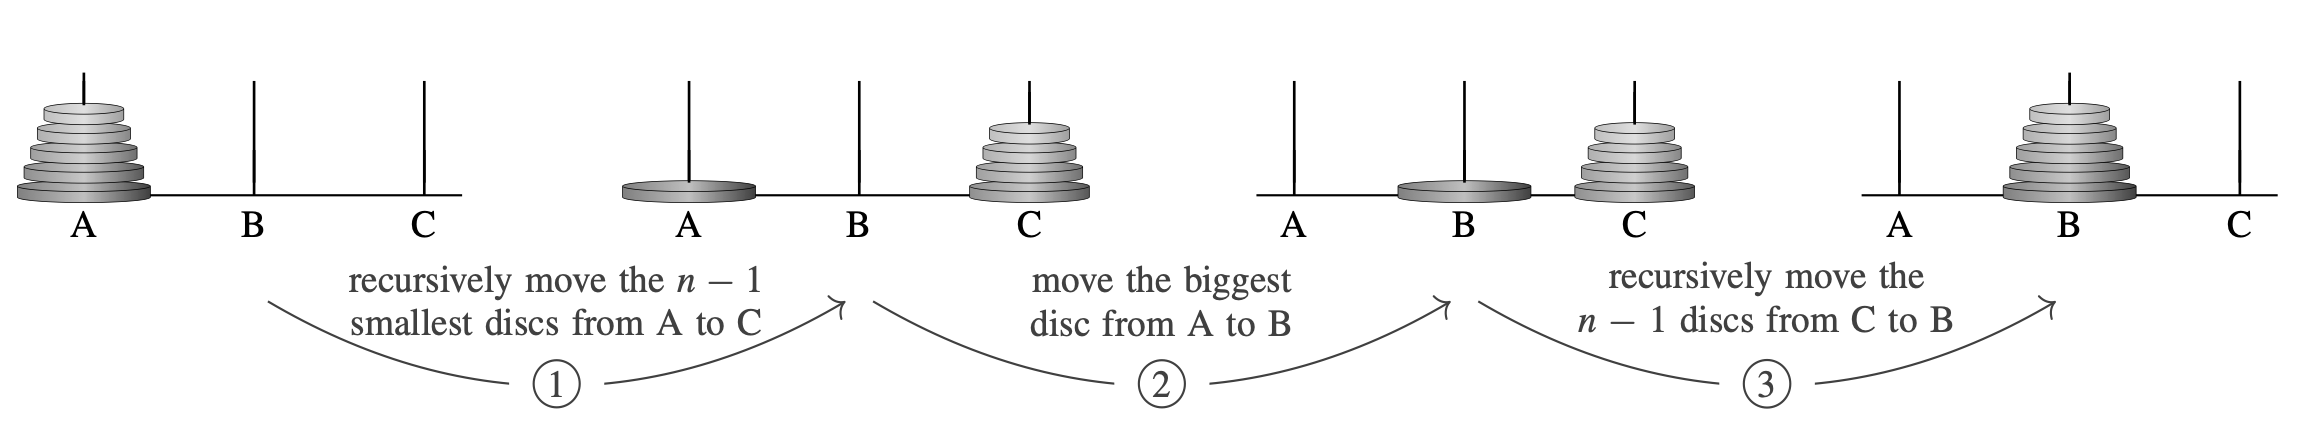 A B C
A B C
A B C
A B C
recursively move the n − 1
smallest discs from A to C
1
move the biggest
disc from A to B
2
recursively move the
n − 1 discs from C to B
3